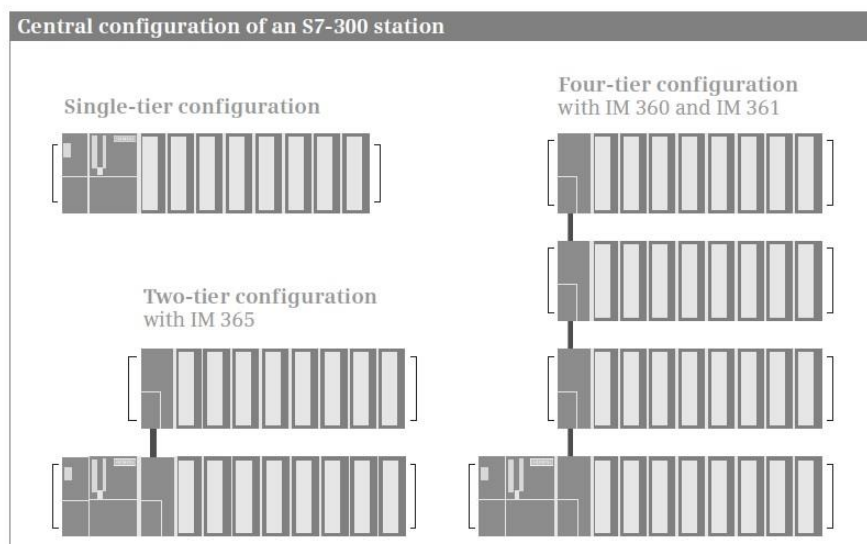 Central configuration of an S7-300 station
Single-tier configuration
Four-tier configuration
with IM 360 and IM 361
Two-tier configuration
with IM 365